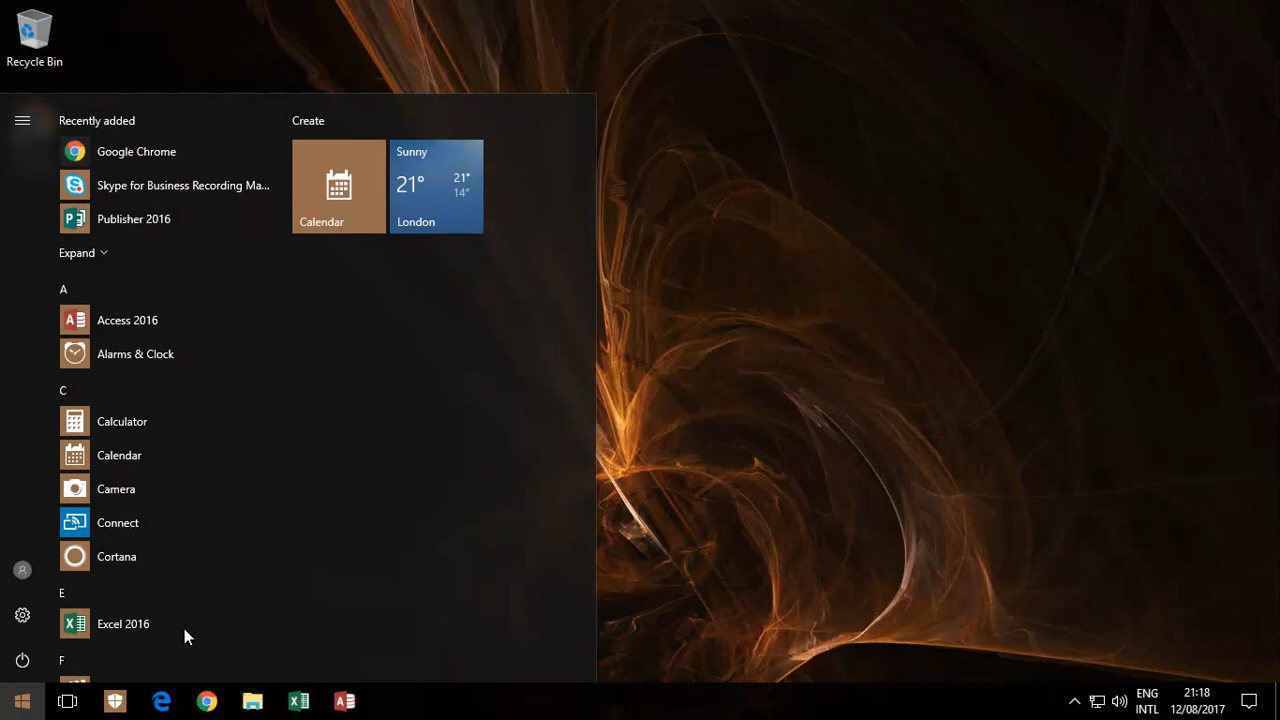 Recycle Bin
Recently added
Google Chrome
Skype for Business Recording Ma...
Publisher 2016
Expand
A
Access 2016
Alarms & Clock
C
Calculator
Calendar
Camera
Connect
Cortana
E
Excel 2016
F
Create
Calendar
Sunny
21°
21°
14°
London
ENG
INTL
21:18
12/08/2017